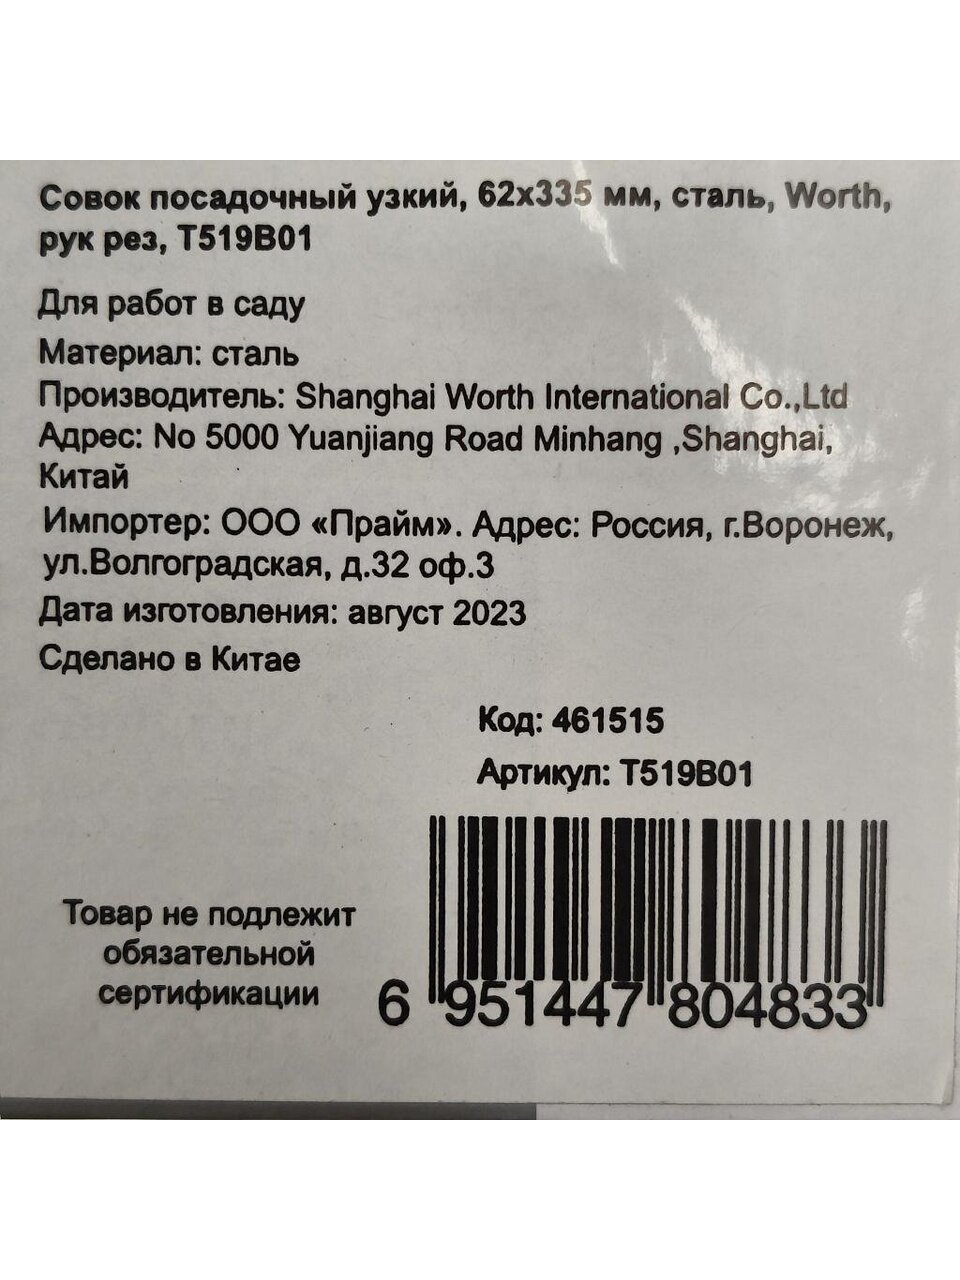 Совок посадочный узкий, 62х335 мм, сталь, Worth,
рук рез, T519B01
Для работ в саду
Материал: сталь
Производитель: Shanghai Worth International Co.,Ltd
Адрес: No 5000 Yuanjiang Road Minhang ,Shanghai,
Китай
Импортер: ООО «Прайм». Адрес: Россия, г.Воронеж,
ул.Волгоградская, д.32 оф.3
Дата изготовления: август 2023
Сделано в Китае
Код: 461515
Артикул: T519B01
Товар не подлежит
обязательной
сертификации
6 951447 804833